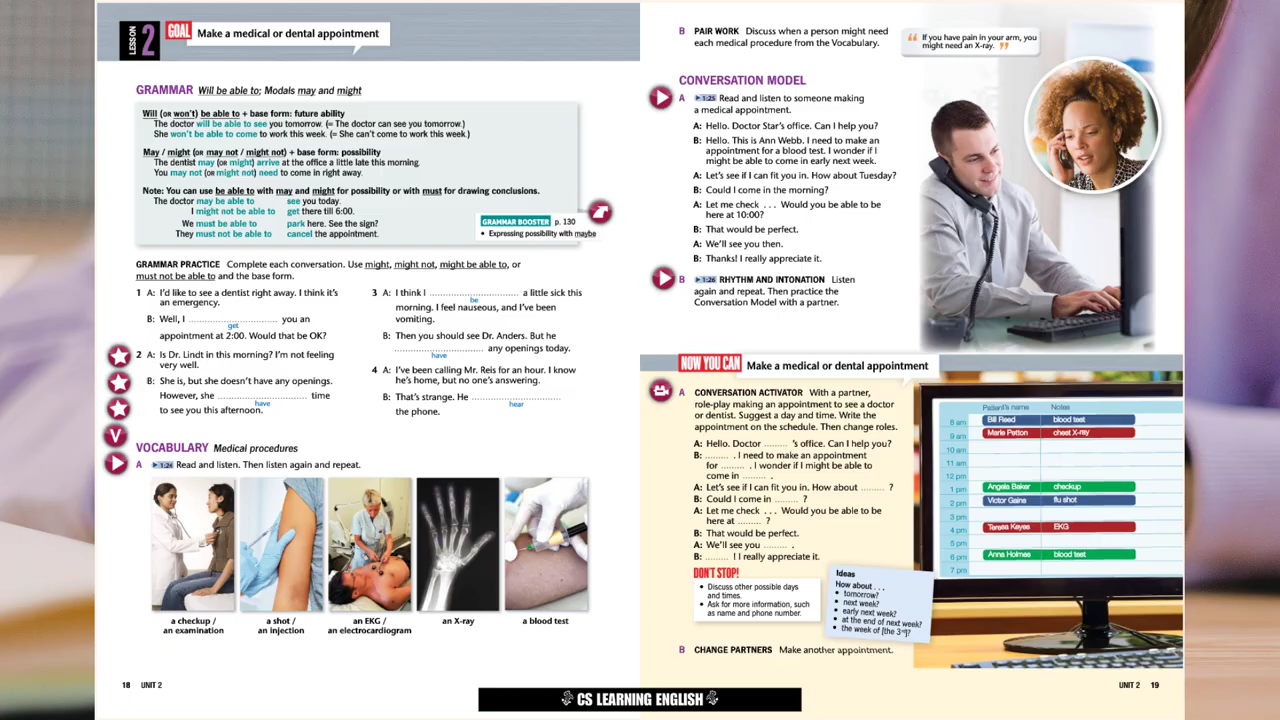 LESSON 2
GOAL Make a medical or dental appointment
GRAMMAR Will be able to; Modals may and might
Will (OR won't) be able to + base form: future ability
The doctor will be able to see you tomorrow. (= The doctor can see you tomorrow.)
She won't be able to come to work this week. (= She can't come to work this week.)
May / might (OR may not / might not) + base form: possibility
The dentist may (OR might) arrive at the office a little late this morning.
You may not (OR might not) need to come in right away.
Note: You can use be able to with may and might for possibility or with must for drawing conclusions.
The doctor may be able to see you today.
I might not be able to get there till 6:00.
We must be able to park here. See the sign?
They must not be able to cancel the appointment.
GRAMMAR BOOSTER p. 130
• Expressing possibility with maybe
GRAMMAR PRACTICE Complete each conversation. Use might, might not, might be able to, or
must not be able to and the base form.
1 A: I'd like to see a dentist right away. I think it's
an emergency.
B: Well, I .............................. you an
get
appointment at 2:00. Would that be OK?
2 A: Is Dr. Lindt in this morning? I'm not feeling
very well.
B: She is, but she doesn't have any openings.
However, she .............................. time
have
to see you this afternoon.
3 A: I think I .............................. a little sick this
be
morning. I feel nauseous, and I've been
vomiting.
B: Then you should see Dr. Anders. But he
.............................. any openings today.
have
4 A: I've been calling Mr. Reis for an hour. I know
he's home, but no one's answering.
B: That's strange. He ..............................
hear
the phone.
V
VOCABULARY Medical procedures
A 1:24 Read and listen. Then listen again and repeat.
a checkup /
an examination
a shot /
an injection
an EKG /
an electrocardiogram
an X-ray
a blood test
18 UNIT 2
B PAIR WORK Discuss when a person might need
each medical procedure from the Vocabulary.
“ If you have pain in your arm, you
might need an X-ray. ”
CONVERSATION MODEL
A 1:25 Read and listen to someone making
a medical appointment.
A: Hello. Doctor Star's office. Can I help you?
B: Hello. This is Ann Webb. I need to make an
appointment for a blood test. I wonder if I
might be able to come in early next week.
A: Let's see if I can fit you in. How about Tuesday?
B: Could I come in the morning?
A: Let me check . . . Would you be able to be
here at 10:00?
B: That would be perfect.
A: We'll see you then.
B: Thanks! I really appreciate it.
B 1:26 RHYTHM AND INTONATION Listen
again and repeat. Then practice the
Conversation Model with a partner.
NOW YOU CAN Make a medical or dental appointment
A CONVERSATION ACTIVATOR With a partner,
role-play making an appointment to see a doctor
or dentist. Suggest a day and time. Write the
appointment on the schedule. Then change roles.
A: Hello. Doctor ........ 's office. Can I help you?
B: ........ . I need to make an appointment
for ........ . I wonder if I might be able to
come in ........ .
A: Let's see if I can fit you in. How about ........ ?
B: Could I come in ........ ?
A: Let me check . . . Would you be able to be
here at ........ ?
B: That would be perfect.
A: We'll see you ........ .
B: ........ ! I really appreciate it.
DON'T STOP!
• Discuss other possible days
and times.
• Ask for more information, such
as name and phone number.
Ideas
How about . . .
• tomorrow?
• next week?
• early next week?
• at the end of next week?
• the week of [the 3rd]?
Patient's name Notes
8 am Bill Reed blood test
9 am Marie Petton chest X-ray
10 am
11 am
12 pm
1 pm Angela Baker checkup
2 pm Victor Gains flu shot
3 pm
4 pm Teresa Keyes EKG
5 pm
6 pm Anna Holmes blood test
7 pm
B CHANGE PARTNERS Make another appointment.
UNIT 2 19
CS LEARNING ENGLISH